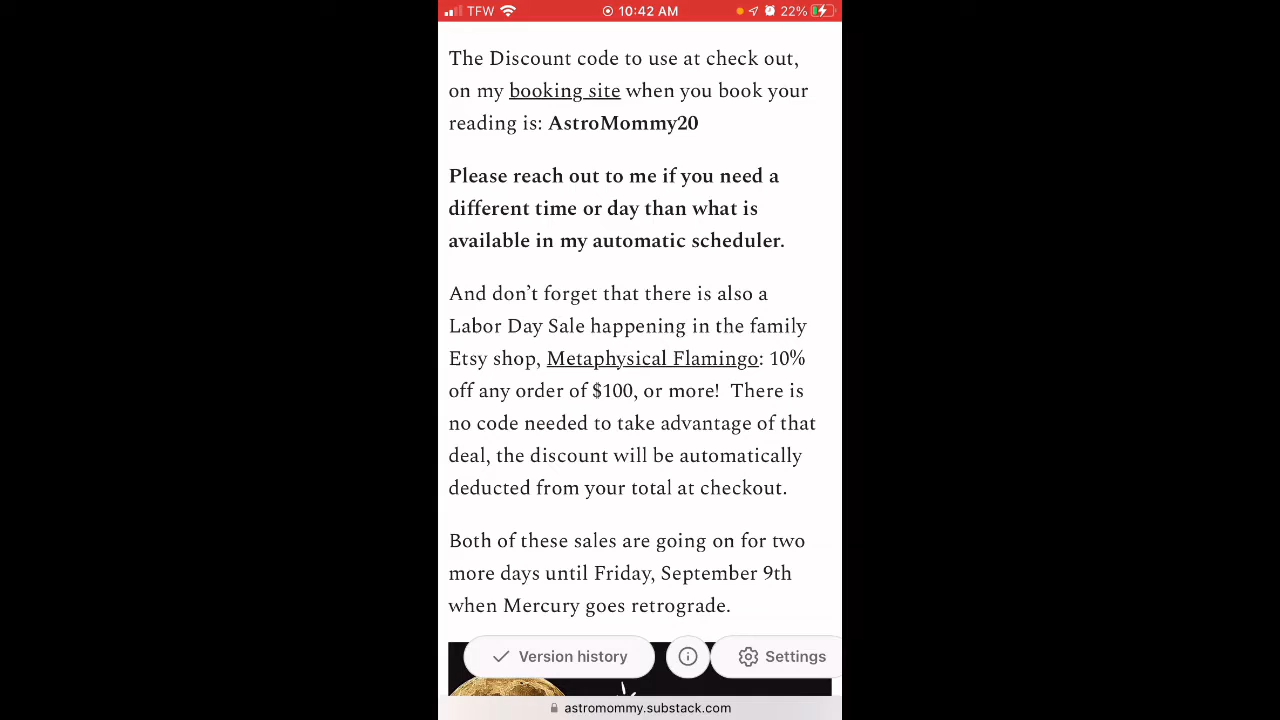 TFW 10:42 AM 22%
The Discount code to use at check out,
on my booking site when you book your
reading is: AstroMommy20
Please reach out to me if you need a
different time or day than what is
available in my automatic scheduler.
And don’t forget that there is also a
Labor Day Sale happening in the family
Etsy shop, Metaphysical Flamingo: 10%
off any order of $100, or more! There is
no code needed to take advantage of that
deal, the discount will be automatically
deducted from your total at checkout.
Both of these sales are going on for two
more days until Friday, September 9th
when Mercury goes retrograde.
Version history Settings
astromommy.substack.com